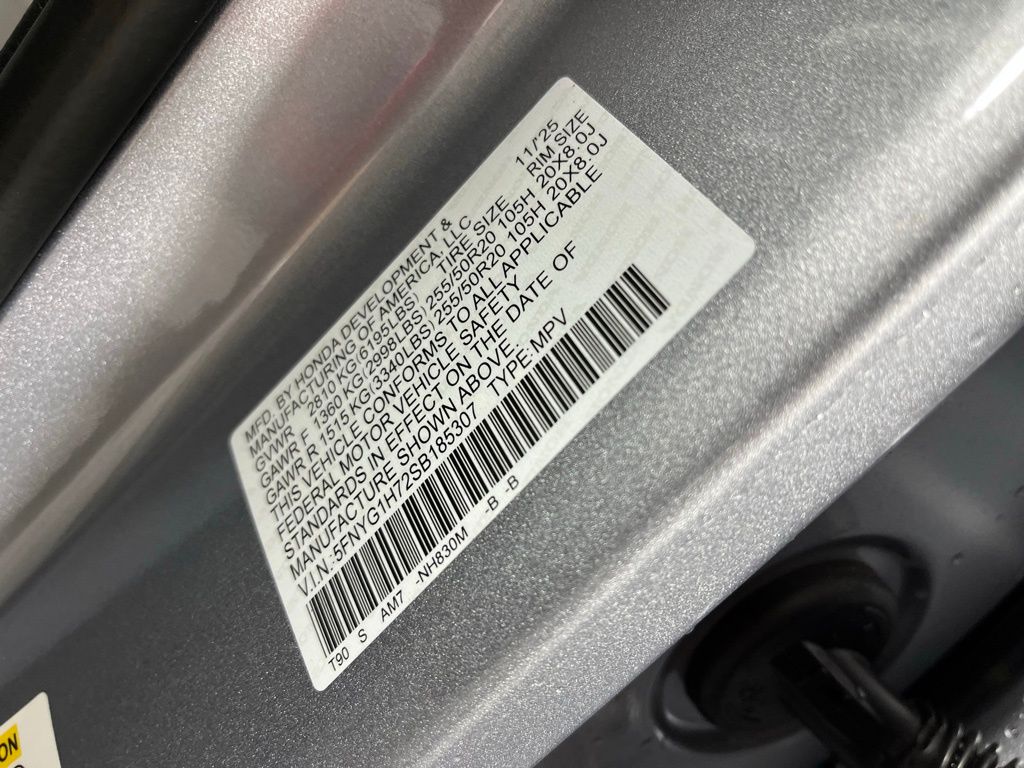 MFD. BY HONDA DEVELOPMENT &
MANUFACTURING OF AMERICA, LLC 11/'25
GVWR 2810 KG(6195LBS) TIRE SIZE RIM SIZE
GAWR F 1360 KG(2998LBS) 255/50R20 105H 20X8.0J
GAWR R 1515 KG(3340LBS) 255/50R20 105H 20X8.0J
THIS VEHICLE CONFORMS TO ALL APPLICABLE
FEDERAL MOTOR VEHICLE SAFETY
STANDARDS IN EFFECT ON THE DATE OF
MANUFACTURE SHOWN ABOVE.
V.I.N.:5FNYG1H72SB185307 TYPE:MPV
T90 S AM7 -NH830M -B -B
ON